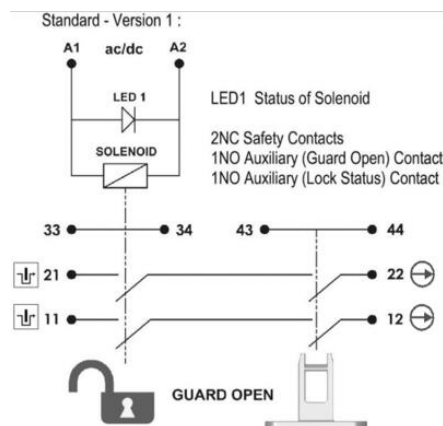 Standard - Version 1 :
A1 ac/dc A2
LED 1
LED1 Status of Solenoid
SOLENOID
2NC Safety Contacts
1NO Auxiliary (Guard Open) Contact
1NO Auxiliary (Lock Status) Contact
33 34 43 44
21 22
11 12
GUARD OPEN